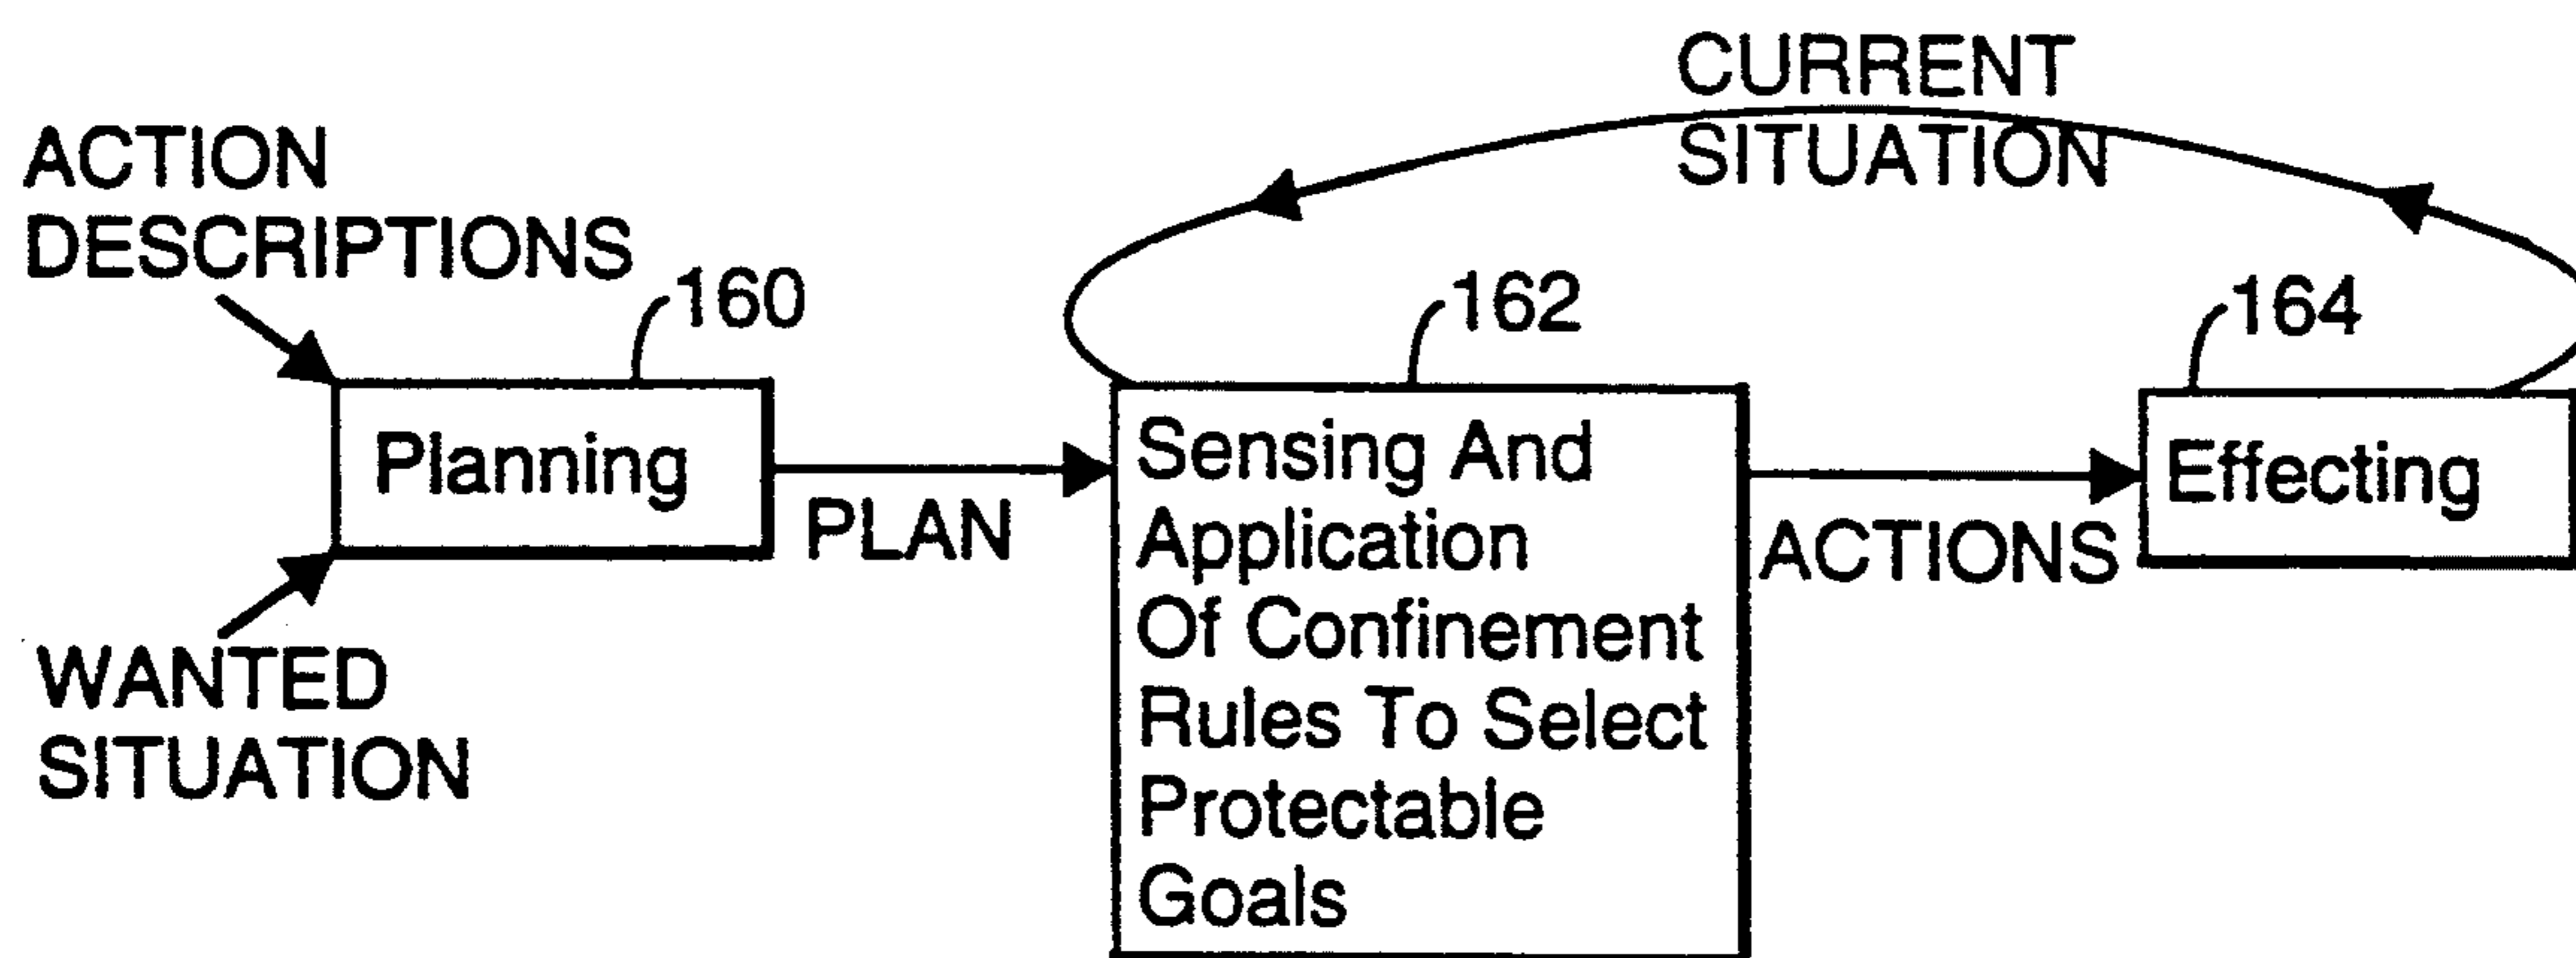 CURRENT
SITUATION
ACTION
DESCRIPTIONS
160
162
164
Planning
PLAN
Sensing And
Application
Of Confinement
Rules To Select
Protectable
Goals
ACTIONS
Effecting
WANTED
SITUATION